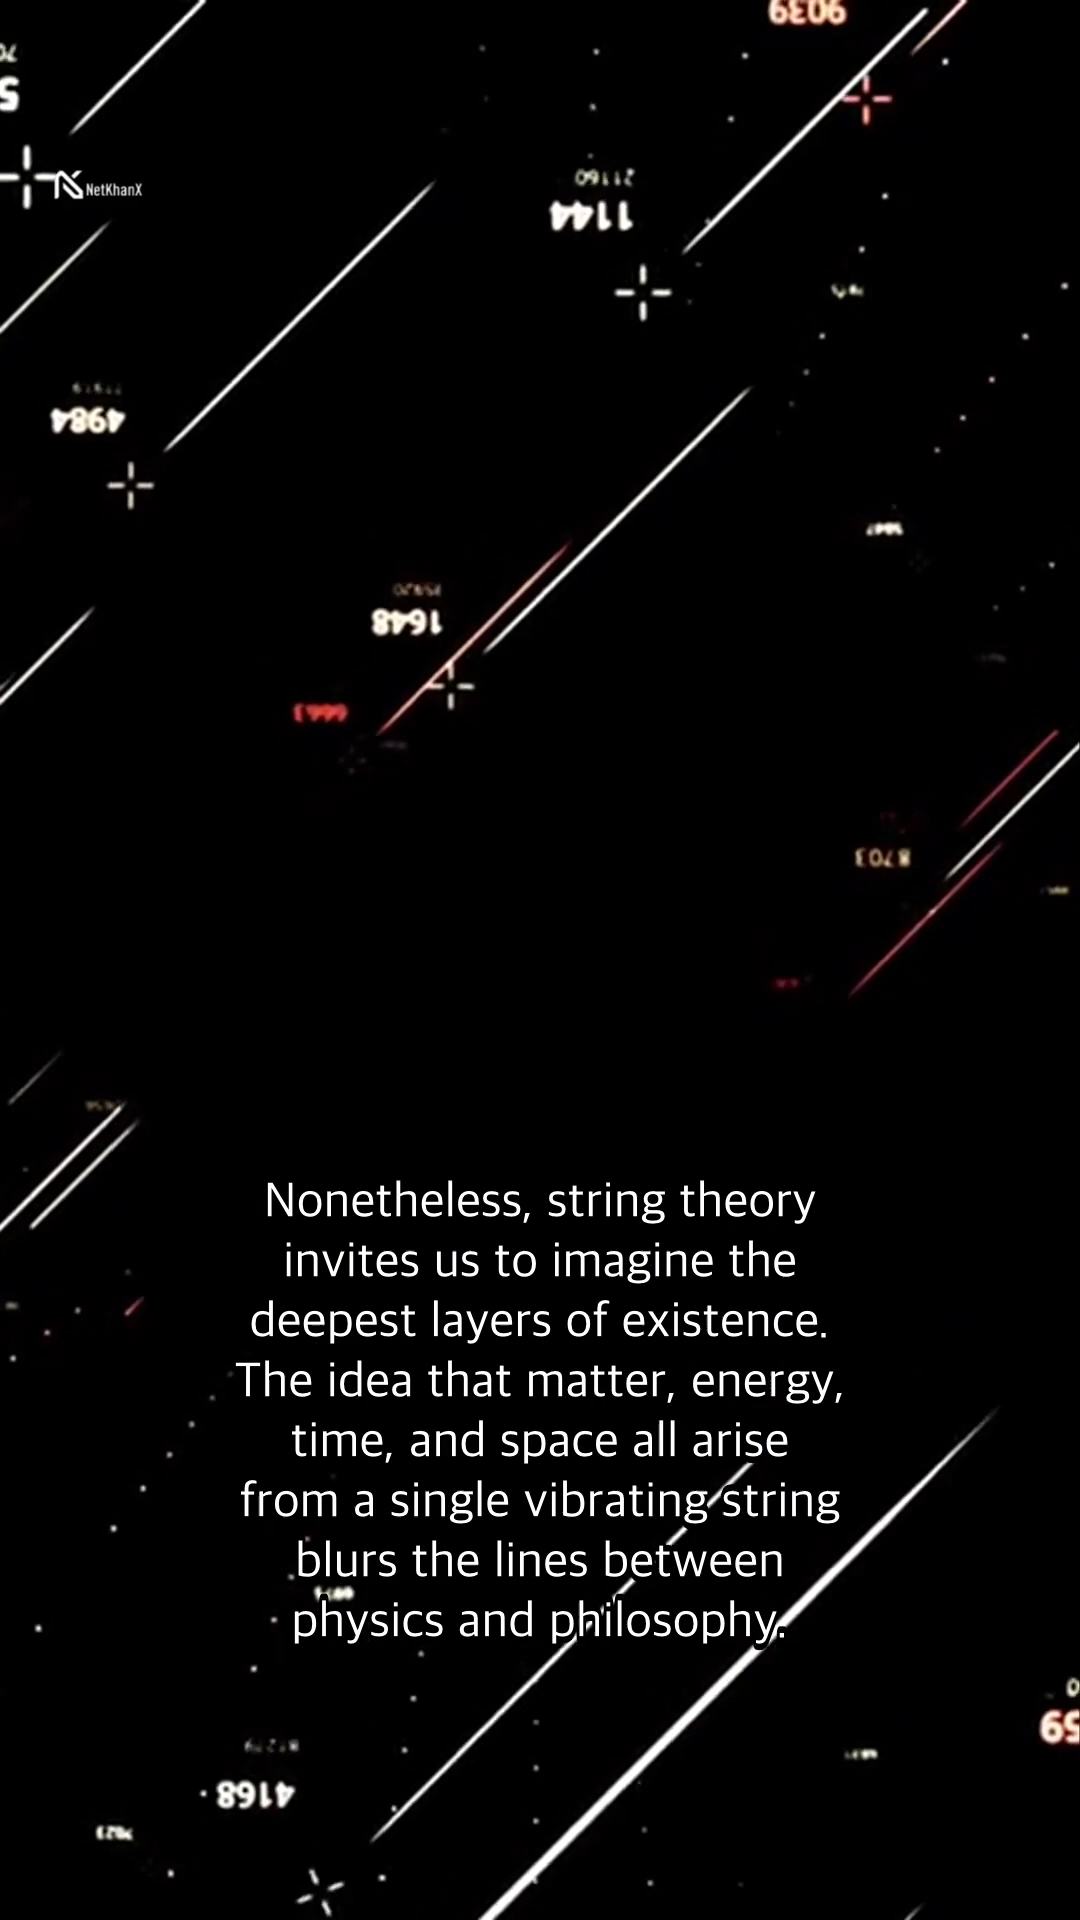 9039
NetKhanX
21160
1144
4984
1648
8703
Nonetheless, string theory
invites us to imagine the
deepest layers of existence.
The idea that matter, energy,
time, and space all arise
from a single vibrating string
blurs the lines between
physics and philosophy.
4168